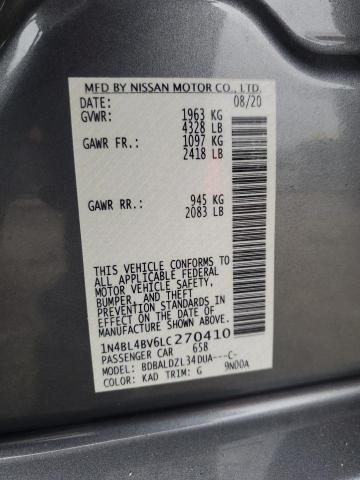 MFD BY NISSAN MOTOR CO., LTD.
DATE: 08/20
GVWR: 1963 KG
4328 LB
GAWR FR.: 1097 KG
2418 LB
GAWR RR.: 945 KG
2083 LB
THIS VEHICLE CONFORMS TO
ALL APPLICABLE FEDERAL
MOTOR VEHICLE SAFETY,
BUMPER, AND THEFT
PREVENTION STANDARDS IN
EFFECT ON THE DATE OF
MANUFACTURE SHOWN ABOVE.
1N4BL4BV6LC270410
PASSENGER CAR 658
MODEL: BDBALDZL34DUA---C-
COLOR: KAD TRIM: G 9N00A